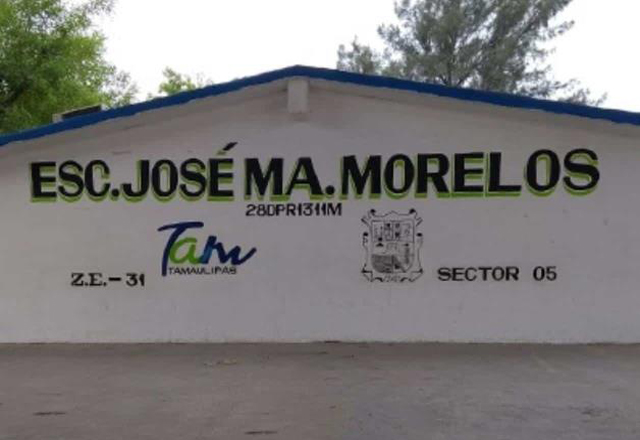 ESC. JOSÉ MA. MORELOS
28DPR1311M
Tam
TAMAULIPAS
Z.E.-31
SECTOR 05